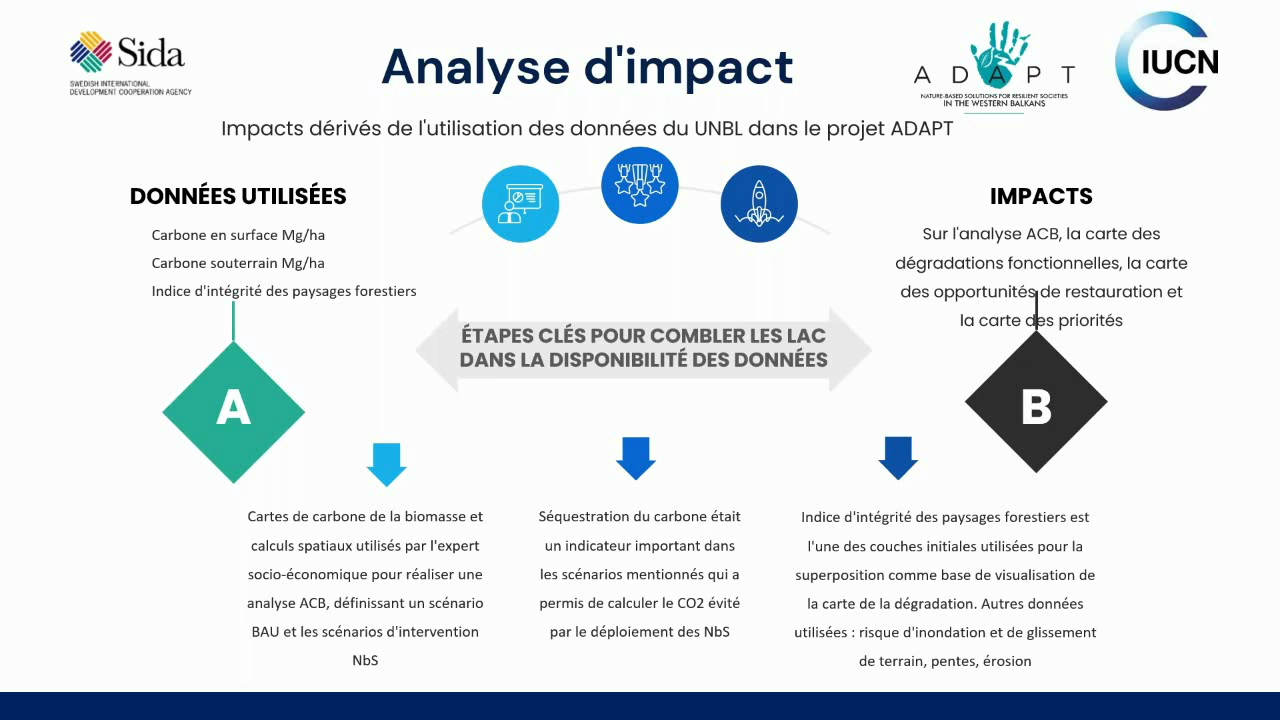 Sida
SWEDISH INTERNATIONAL
DEVELOPMENT COOPERATION AGENCY
Analyse d'impact
ADAPT
NATURE-BASED SOLUTIONS FOR RESILIENT SOCIETIES
IN THE WESTERN BALKANS
IUCN
Impacts dérivés de l'utilisation des données du UNBL dans le projet ADAPT
DONNÉES UTILISÉES
Carbone en surface Mg/ha
Carbone souterrain Mg/ha
Indice d'intégrité des paysages forestiers
A
IMPACTS
Sur l'analyse ACB, la carte des
dégradations fonctionnelles, la carte
des opportunités de restauration et
la carte des priorités
B
ÉTAPES CLÉS POUR COMBLER LES LAC
DANS LA DISPONIBILITÉ DES DONNÉES
Cartes de carbone de la biomasse et
calculs spatiaux utilisés par l'expert
socio-économique pour réaliser une
analyse ACB, définissant un scénario
BAU et les scénarios d'intervention
NbS
Séquestration du carbone était
un indicateur important dans
les scénarios mentionnés qui a
permis de calculer le CO2 évité
par le déploiement des NbS
Indice d'intégrité des paysages forestiers est
l'une des couches initiales utilisées pour la
superposition comme base de visualisation de
la carte de la dégradation. Autres données
utilisées : risque d'inondation et de glissement
de terrain, pentes, érosion